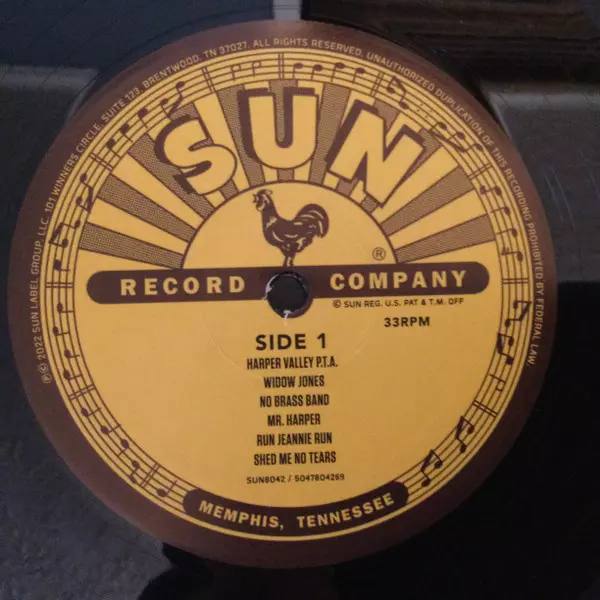 ℗© 2022 SUN LABEL GROUP, LLC. 101 WINNERS CIRCLE, SUITE 173, BRENTWOOD, TN 37027. ALL RIGHTS RESERVED. UNAUTHORIZED DUPLICATION OF THIS RECORDING PROHIBITED BY FEDERAL LAW.
SUN
®
RECORD COMPANY
© SUN REG. U.S. PAT & T.M. OFF
33RPM
SIDE 1
HARPER VALLEY P.T.A.
WIDOW JONES
NO BRASS BAND
MR. HARPER
RUN JEANNIE RUN
SHED ME NO TEARS
SUN8042 / 5047804269
MEMPHIS, TENNESSEE